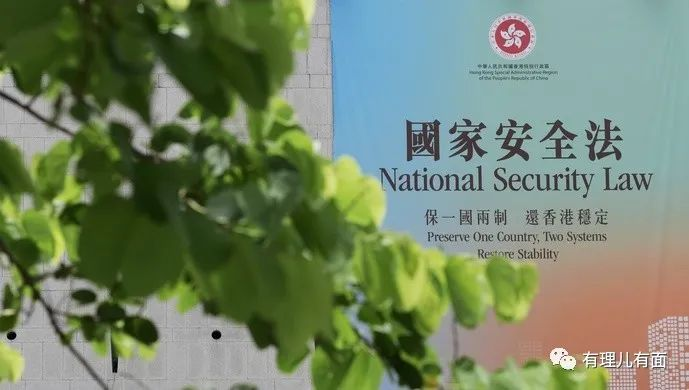 中華人民共和國香港特別行政區
Hong Kong Special Administrative Region
of the People's Republic of China
國家安全法
National Security Law
保一國兩制 還香港穩定
Preserve One Country, Two Systems
Restore Stability
有理儿有面